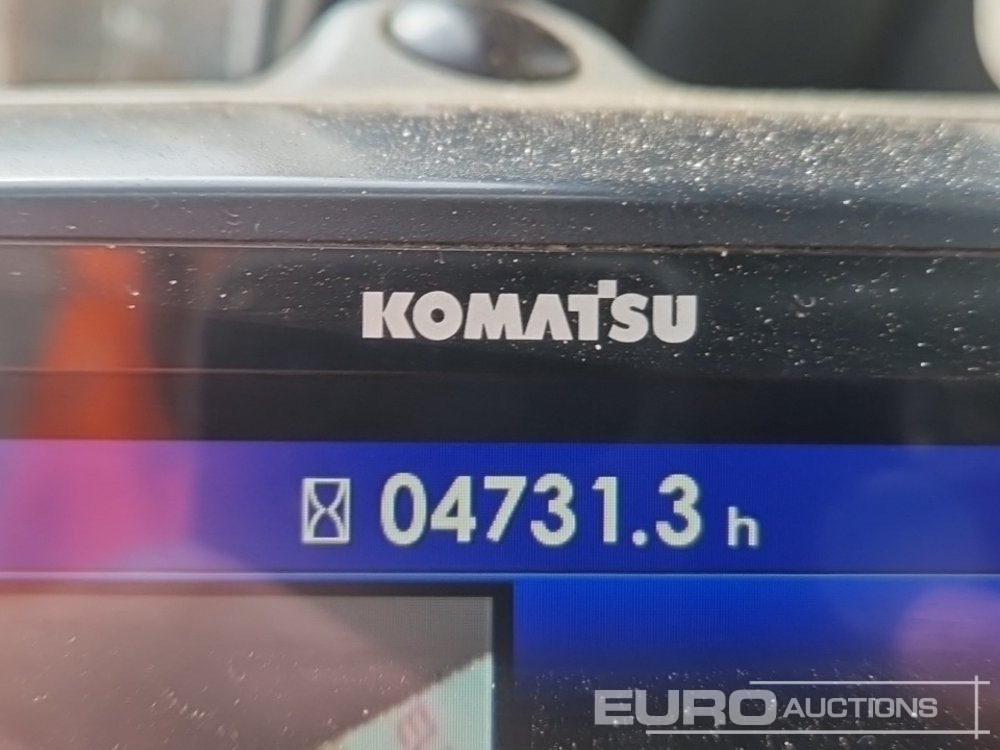 KOMATSU
04731.3 h
EURO AUCTIONS